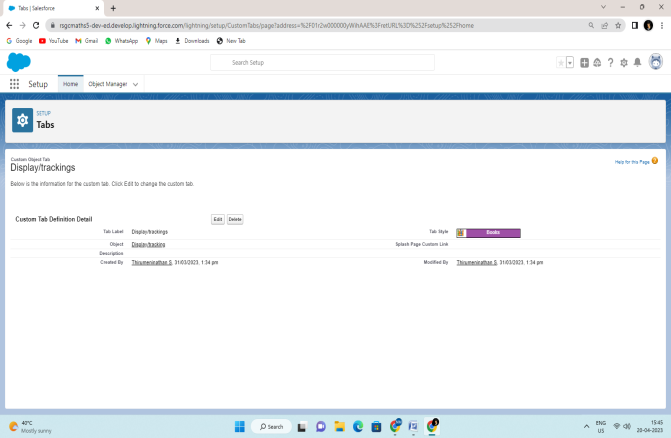 Tabs | Salesforce
rsgcmaths5-dev-ed.develop.lightning.force.com/lightning/setup/CustomTabs/page?address=%2F01r2w000000yWihAAE%3FretURL%3D%252Fsetup%252Fhome
Google YouTube Gmail WhatsApp Maps Downloads New Tab
Search Setup
Setup Home Object Manager
SETUP
Tabs
Custom Object Tab
Display/trackings
Help for this Page
Below is the information for the custom tab. Click Edit to change the custom tab
Custom Tab Definition Detail Edit Delete
Tab Label Display/trackings Tab Style Books
Object Display/tracking Splash Page Custom Link
Description
Created By Thirumeninathan S, 31/03/2023, 1:34 pm Modified By Thirumeninathan S, 31/03/2023, 1:34 pm
40°C
Mostly sunny
Search
ENG
US
15:45
20-04-2023